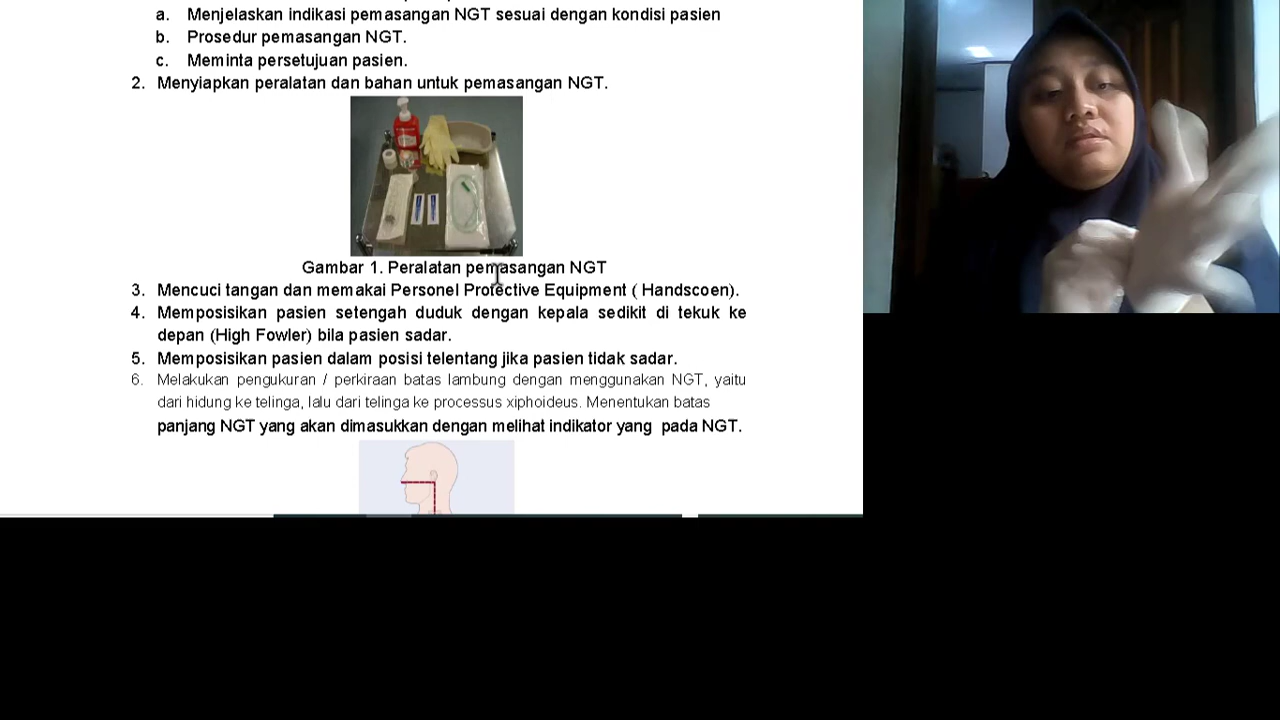 a. Menjelaskan indikasi pemasangan NGT sesuai dengan kondisi pasien
b. Prosedur pemasangan NGT.
c. Meminta persetujuan pasien.
2. Menyiapkan peralatan dan bahan untuk pemasangan NGT.
Gambar 1. Peralatan pemasangan NGT
3. Mencuci tangan dan memakai Personel Protective Equipment ( Handscoen).
4. Memposisikan pasien setengah duduk dengan kepala sedikit di tekuk ke
depan (High Fowler) bila pasien sadar.
5. Memposisikan pasien dalam posisi telentang jika pasien tidak sadar.
6. Melakukan pengukuran / perkiraan batas lambung dengan menggunakan NGT, yaitu
dari hidung ke telinga, lalu dari telinga ke processus xiphoideus. Menentukan batas
panjang NGT yang akan dimasukkan dengan melihat indikator yang pada NGT.